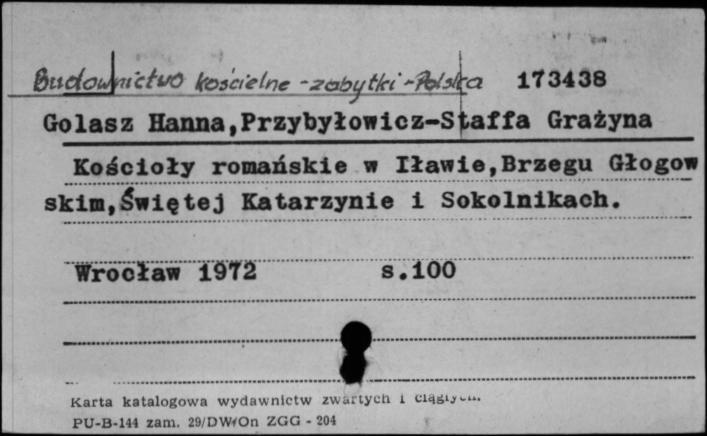 Budownictwo kościelne - zabytki - Polska 173438
Golasz Hanna,Przybyłowicz-Staffa Grażyna
Kościoły romańskie w Iławie,Brzegu Głogow
skim,Świętej Katarzynie i Sokolnikach.
Wrocław 1972 s.100
Karta katalogowa wydawnictw zwartych i ciągłych.
PU-B-144 zam. 29/DW/On ZGG - 204